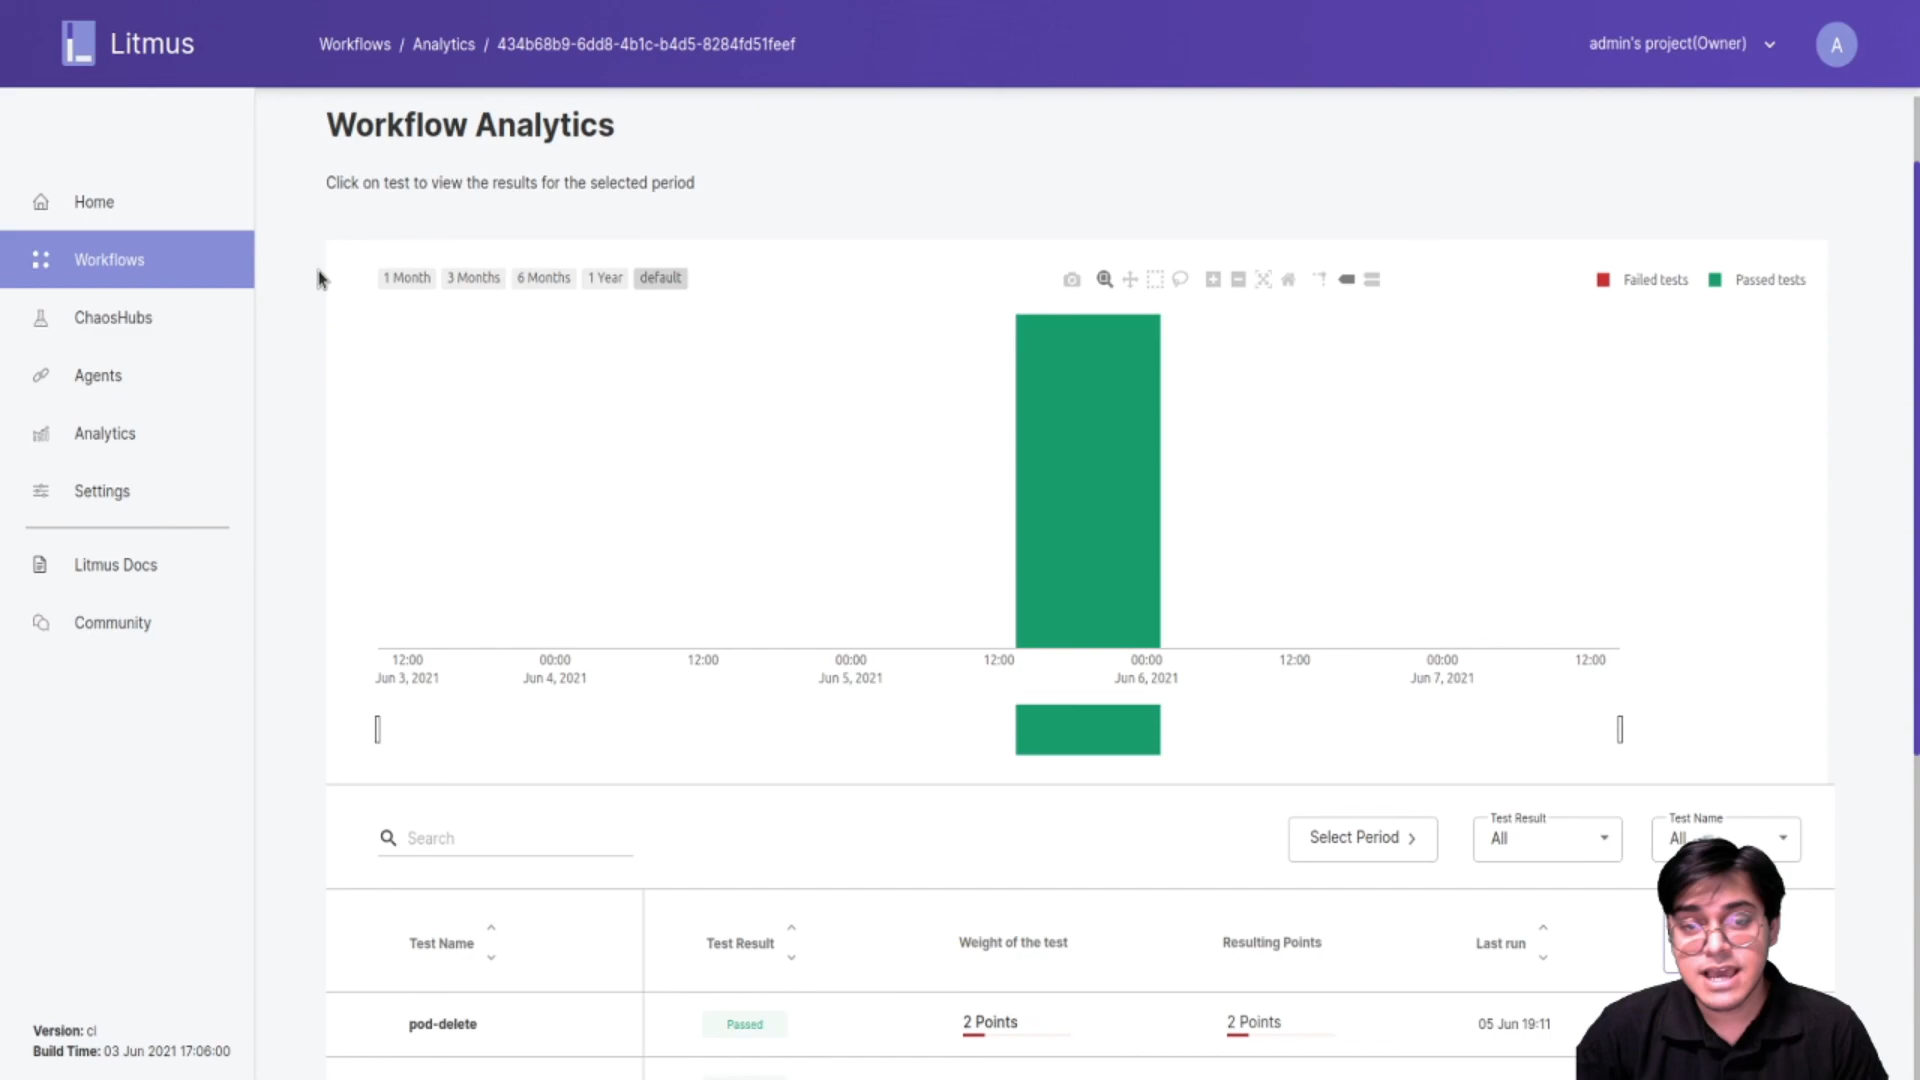 Litmus
Workflows / Analytics / 434b68b9-6dd8-4b1c-b4d5-8284fd51feef
admin's project(Owner)
A
Workflow Analytics
Click on test to view the results for the selected period
Home
Workflows
ChaosHubs
Agents
Analytics
Settings
Litmus Docs
Community
Version: ci
Build Time: 03 Jun 2021 17:06:00
1 Month 3 Months 6 Months 1 Year default
Failed tests Passed tests
12:00 00:00 12:00 00:00 12:00 00:00 12:00 00:00 12:00
Jun 3, 2021 Jun 4, 2021 Jun 5, 2021 Jun 6, 2021 Jun 7, 2021
Search
Select Period
Test Result
All
Test Name
All
Test Name Test Result Weight of the test Resulting Points Last run
pod-delete Passed 2 Points 2 Points 05 Jun 19:11